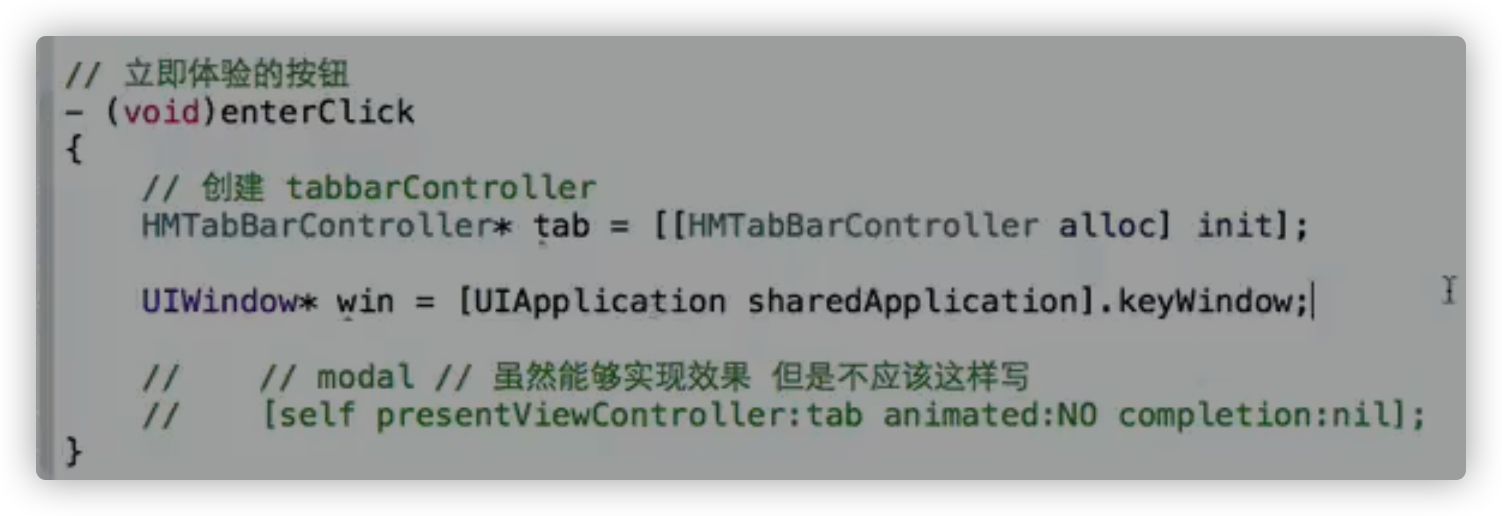 // 立即体验的按钮
- (void)enterClick
{
// 创建 tabbarController
HMTabBarController* tab = [[HMTabBarController alloc] init];
UIWindow* win = [UIApplication sharedApplication].keyWindow;
// // modal // 虽然能够实现效果 但是不应该这样写
// [self presentViewController:tab animated:NO completion:nil];
}